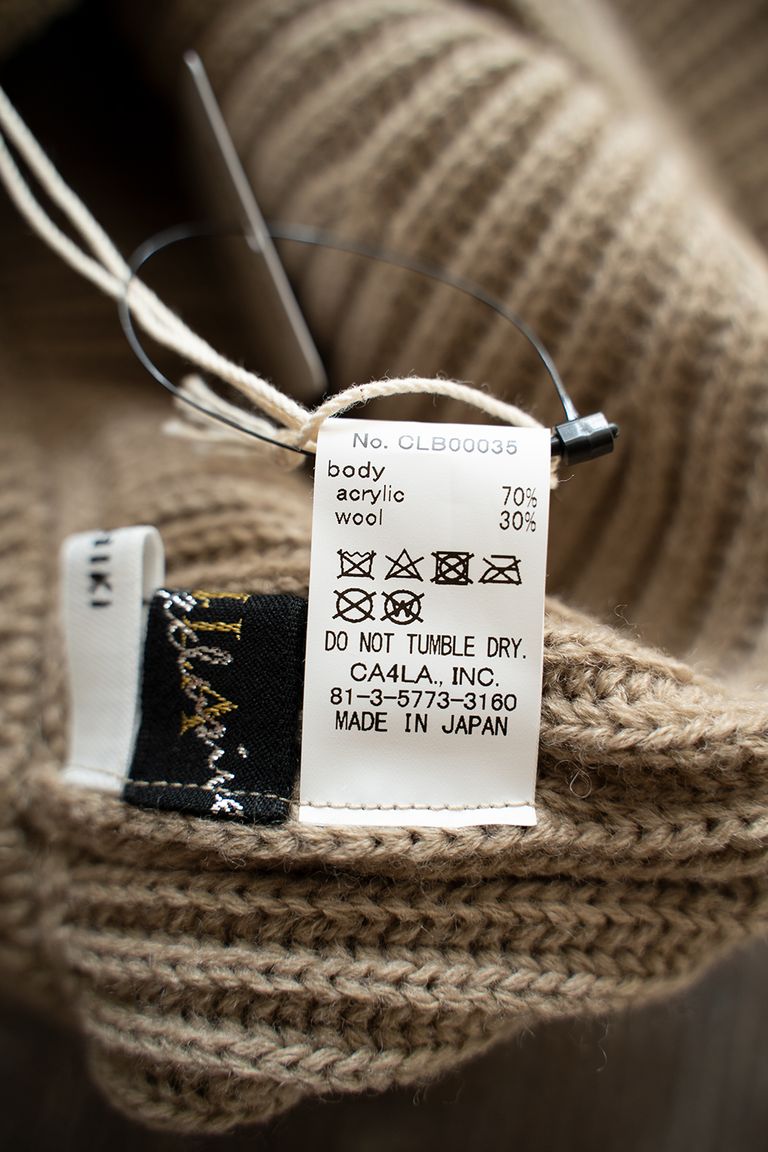 No. CLB00035
body
acrylic 70%
wool 30%
W
DO NOT TUMBLE DRY.
CA4LA., INC.
81-3-5773-3160
MADE IN JAPAN